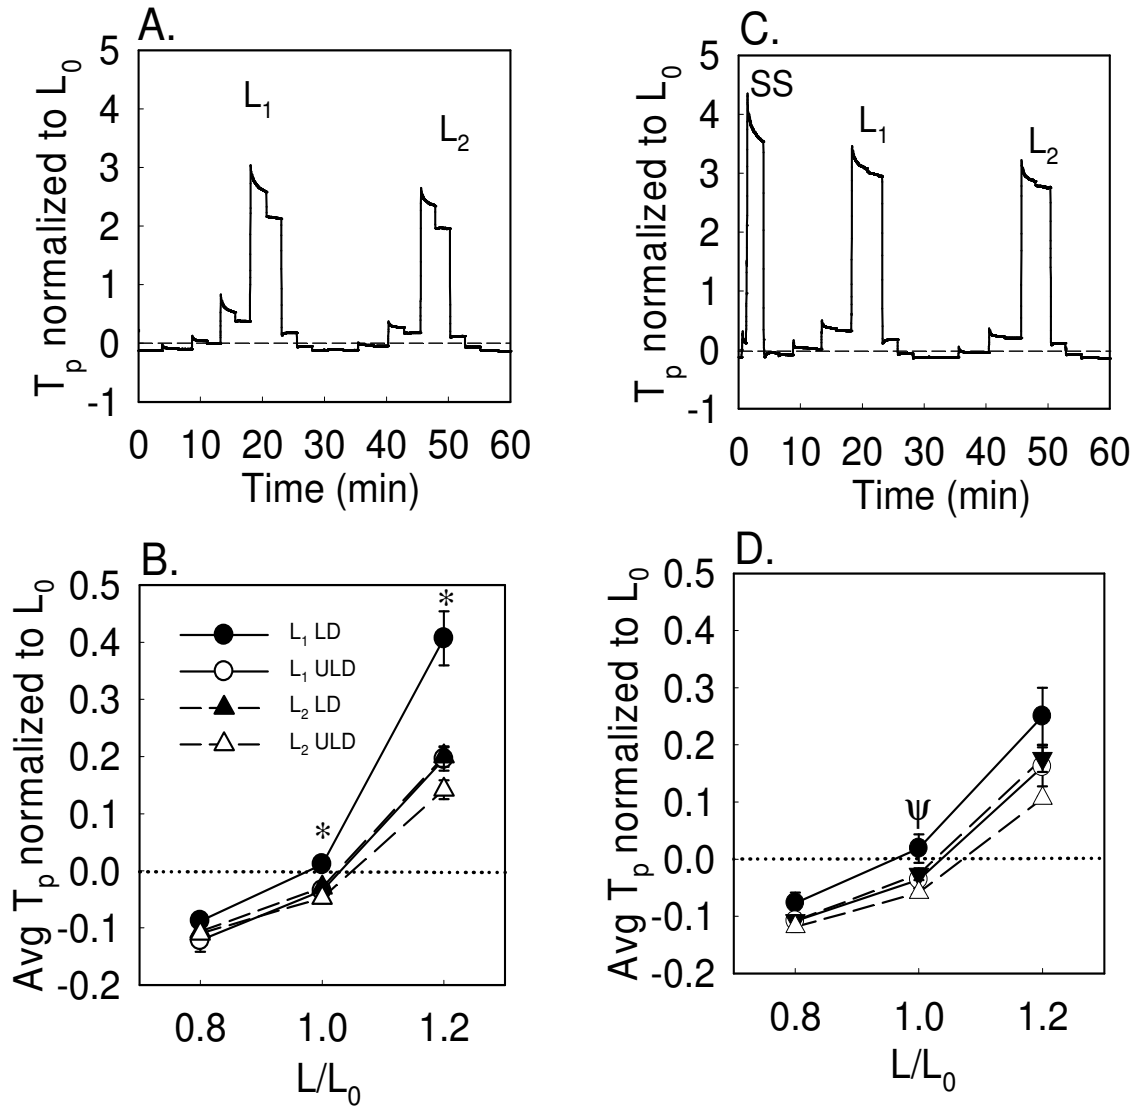 A.
T_p normalized to L_0
5
4
3
2
1
0
-1
L_1
L_2
0 10 20 30 40 50 60
Time (min)
C.
T_p normalized to L_0
5
4
3
2
1
0
-1
SS
L_1
L_2
0 10 20 30 40 50 60
Time (min)
B.
Avg T_p normalized to L_0
0.5
0.4
0.3
0.2
0.1
0.0
-0.1
-0.2
L_1 LD
L_1 ULD
L_2 LD
L_2 ULD
*
*
0.8 1.0 1.2
L/L_0
D.
Avg T_p normalized to L_0
0.5
0.4
0.3
0.2
0.1
0.0
-0.1
-0.2
ψ
0.8 1.0 1.2
L/L_0